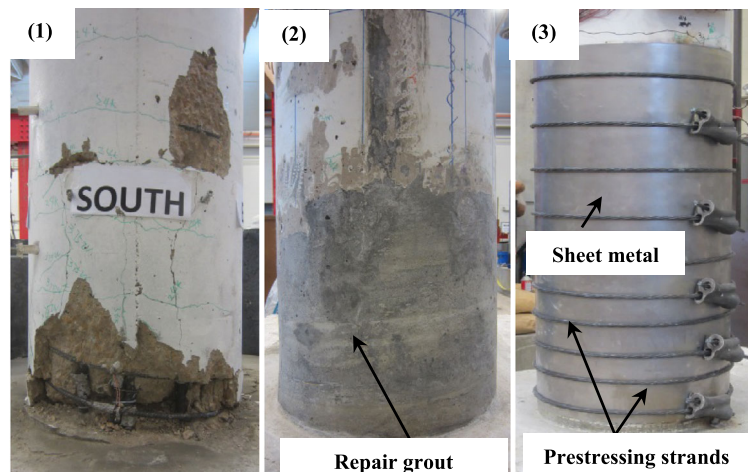 (1)
(2)
(3)
SOUTH
Sheet metal
Repair grout
Prestressing strands